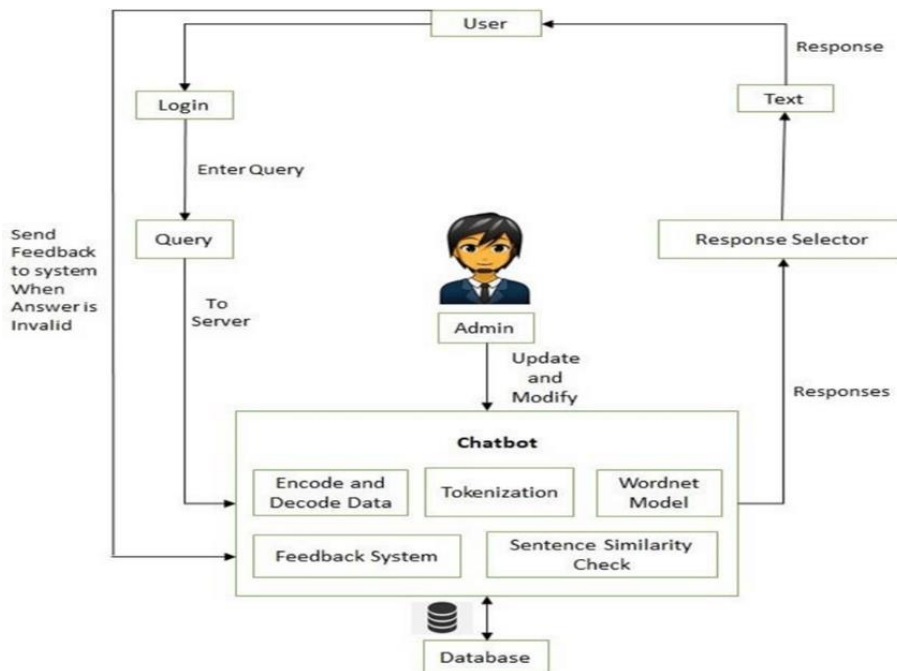 User
Response
Login
Text
Enter Query
Send
Feedback
to system
When
Answer is
Invalid
Query
Response Selector
To
Server
Admin
Update
and
Modify
Responses
Chatbot
Encode and
Decode Data
Tokenization
Wordnet
Model
Feedback System
Sentence Similarity
Check
Database